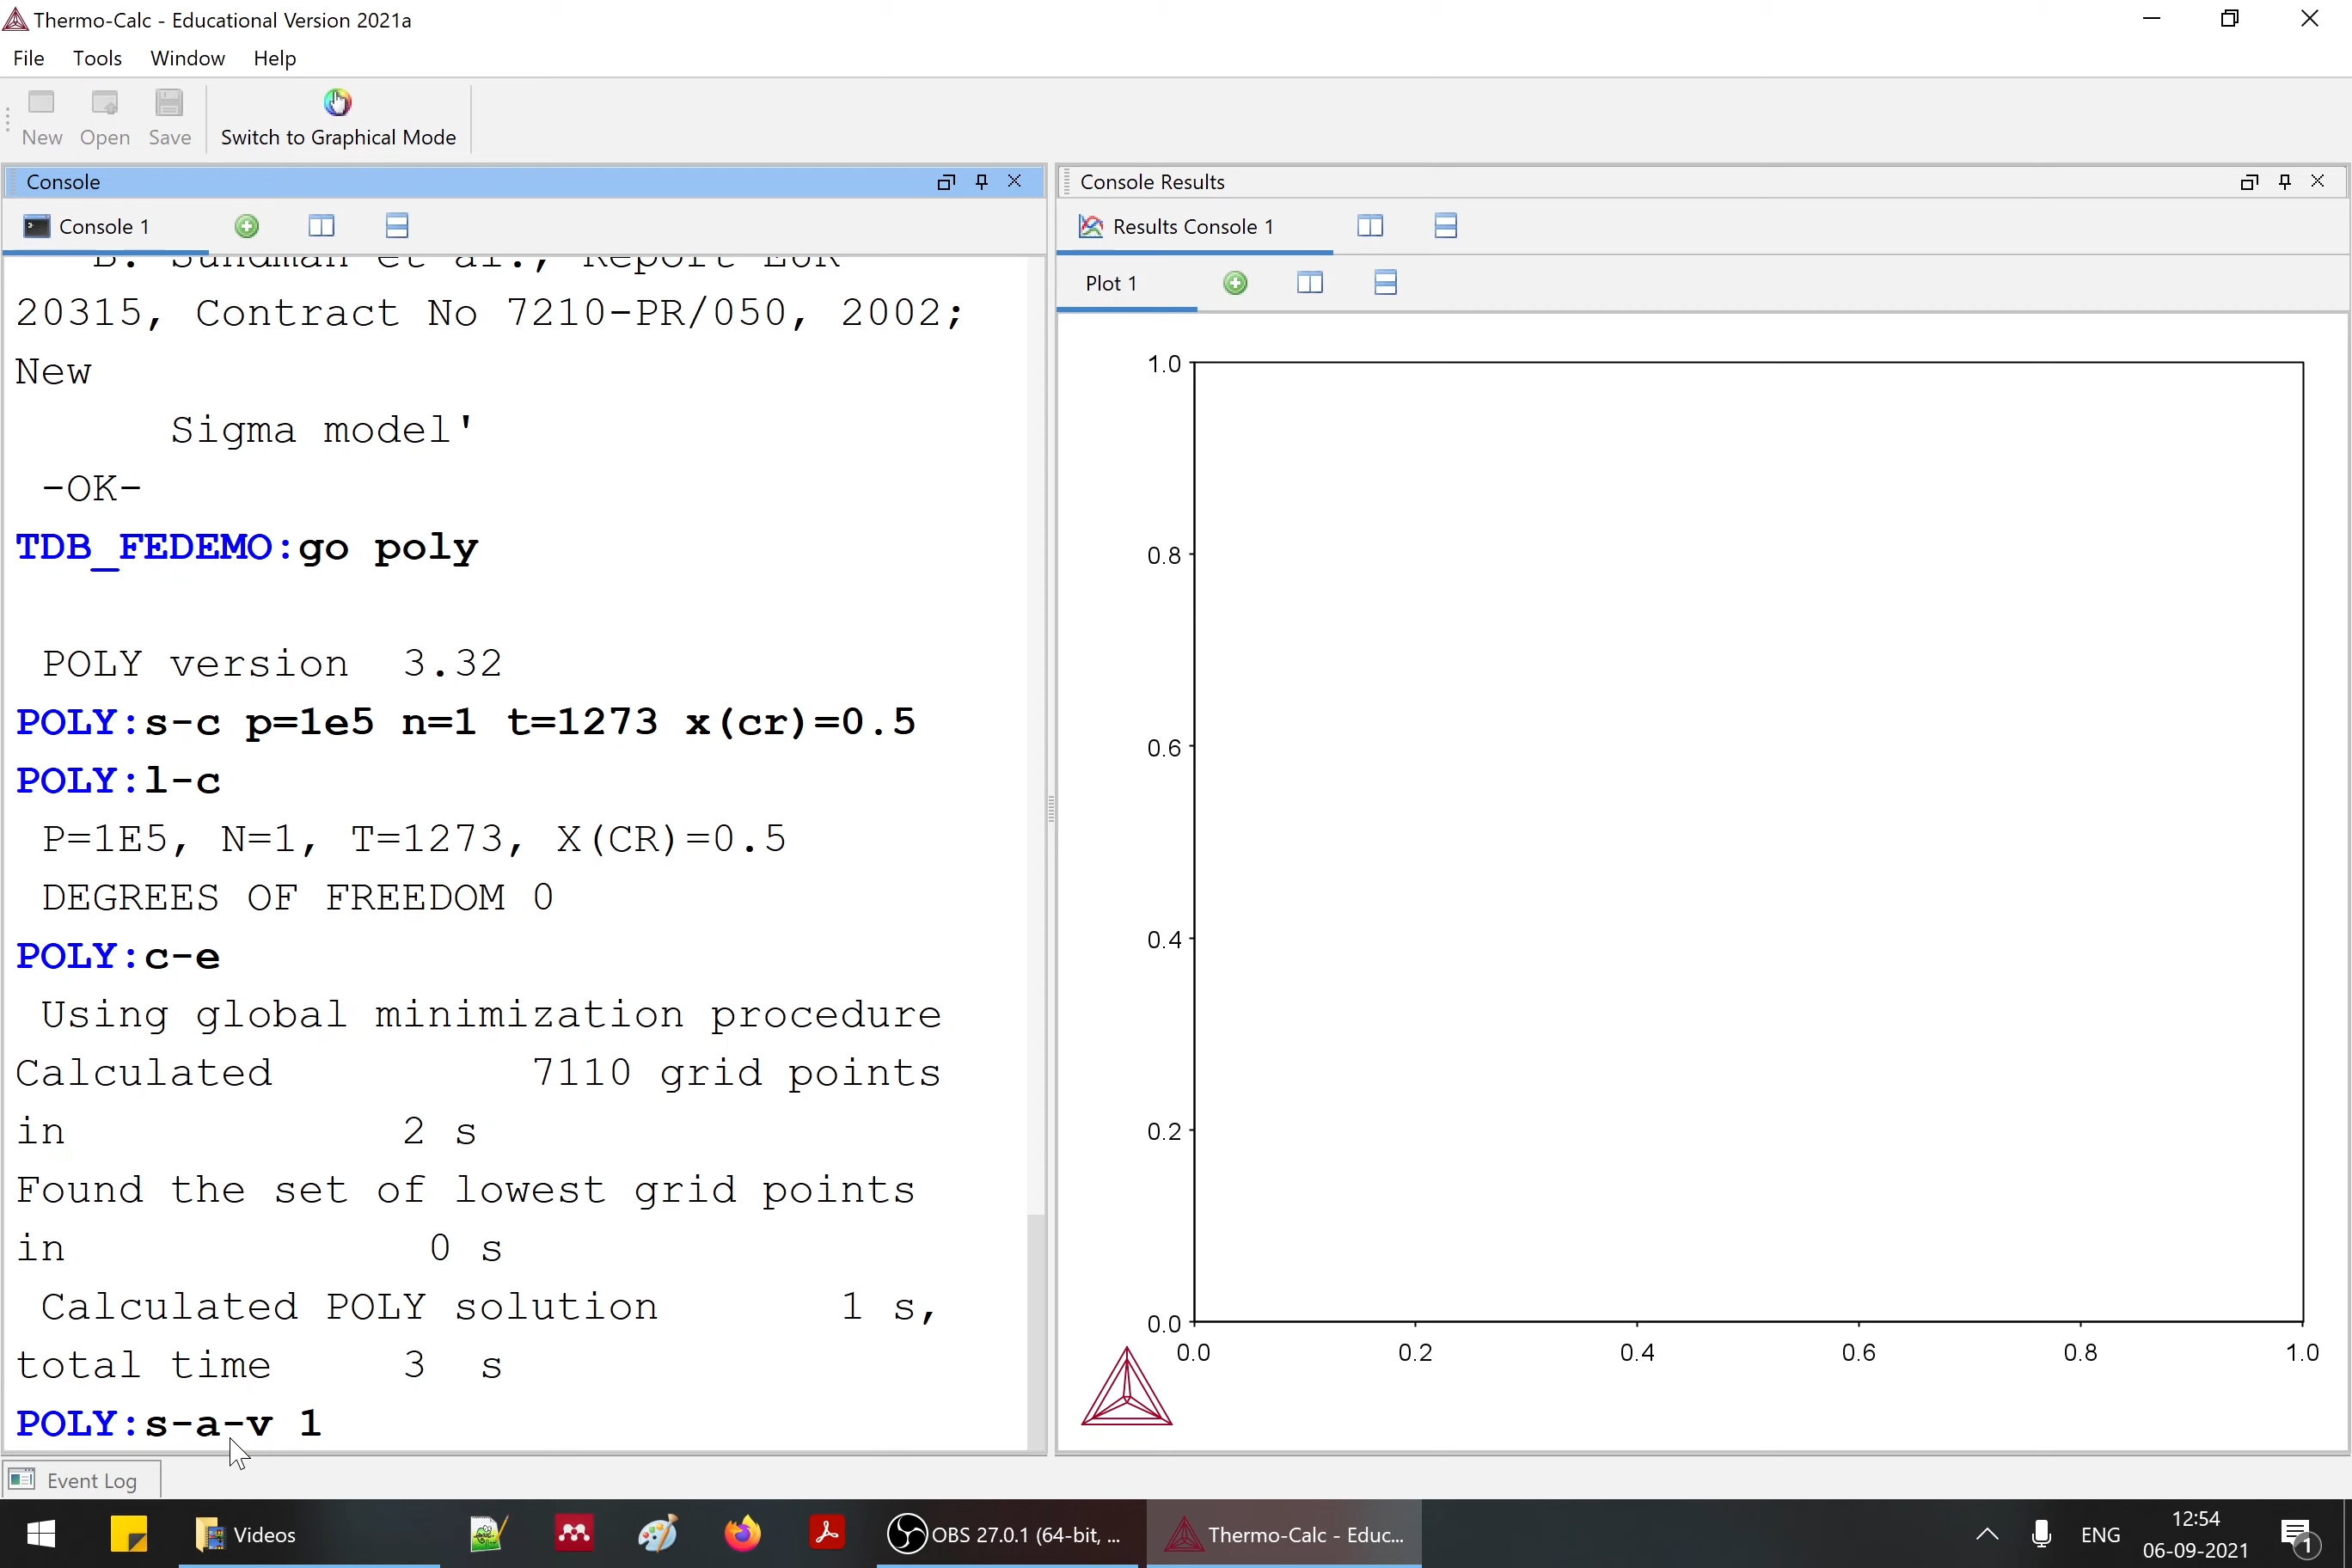 Thermo-Calc - Educational Version 2021a
File Tools Window Help
New Open Save Switch to Graphical Mode
Console
Console Results
Console 1
Results Console 1
Plot 1
B. Sundman et al., Report EUR
20315, Contract No 7210-PR/050, 2002;
New
Sigma model'
-OK-
TDB_FEDEMO:go poly
POLY version 3.32
POLY:s-c p=1e5 n=1 t=1273 x(cr)=0.5
POLY:l-c
P=1E5, N=1, T=1273, X(CR)=0.5
DEGREES OF FREEDOM 0
POLY:c-e
Using global minimization procedure
Calculated 7110 grid points
in 2 s
Found the set of lowest grid points
in 0 s
Calculated POLY solution 1 s,
total time 3 s
POLY:s-a-v 1
1.0
0.8
0.6
0.4
0.2
0.0
0.0 0.2 0.4 0.6 0.8 1.0
Event Log
Videos
OBS 27.0.1 (64-bit, ...
Thermo-Calc - Educ...
ENG
12:54
06-09-2021
1